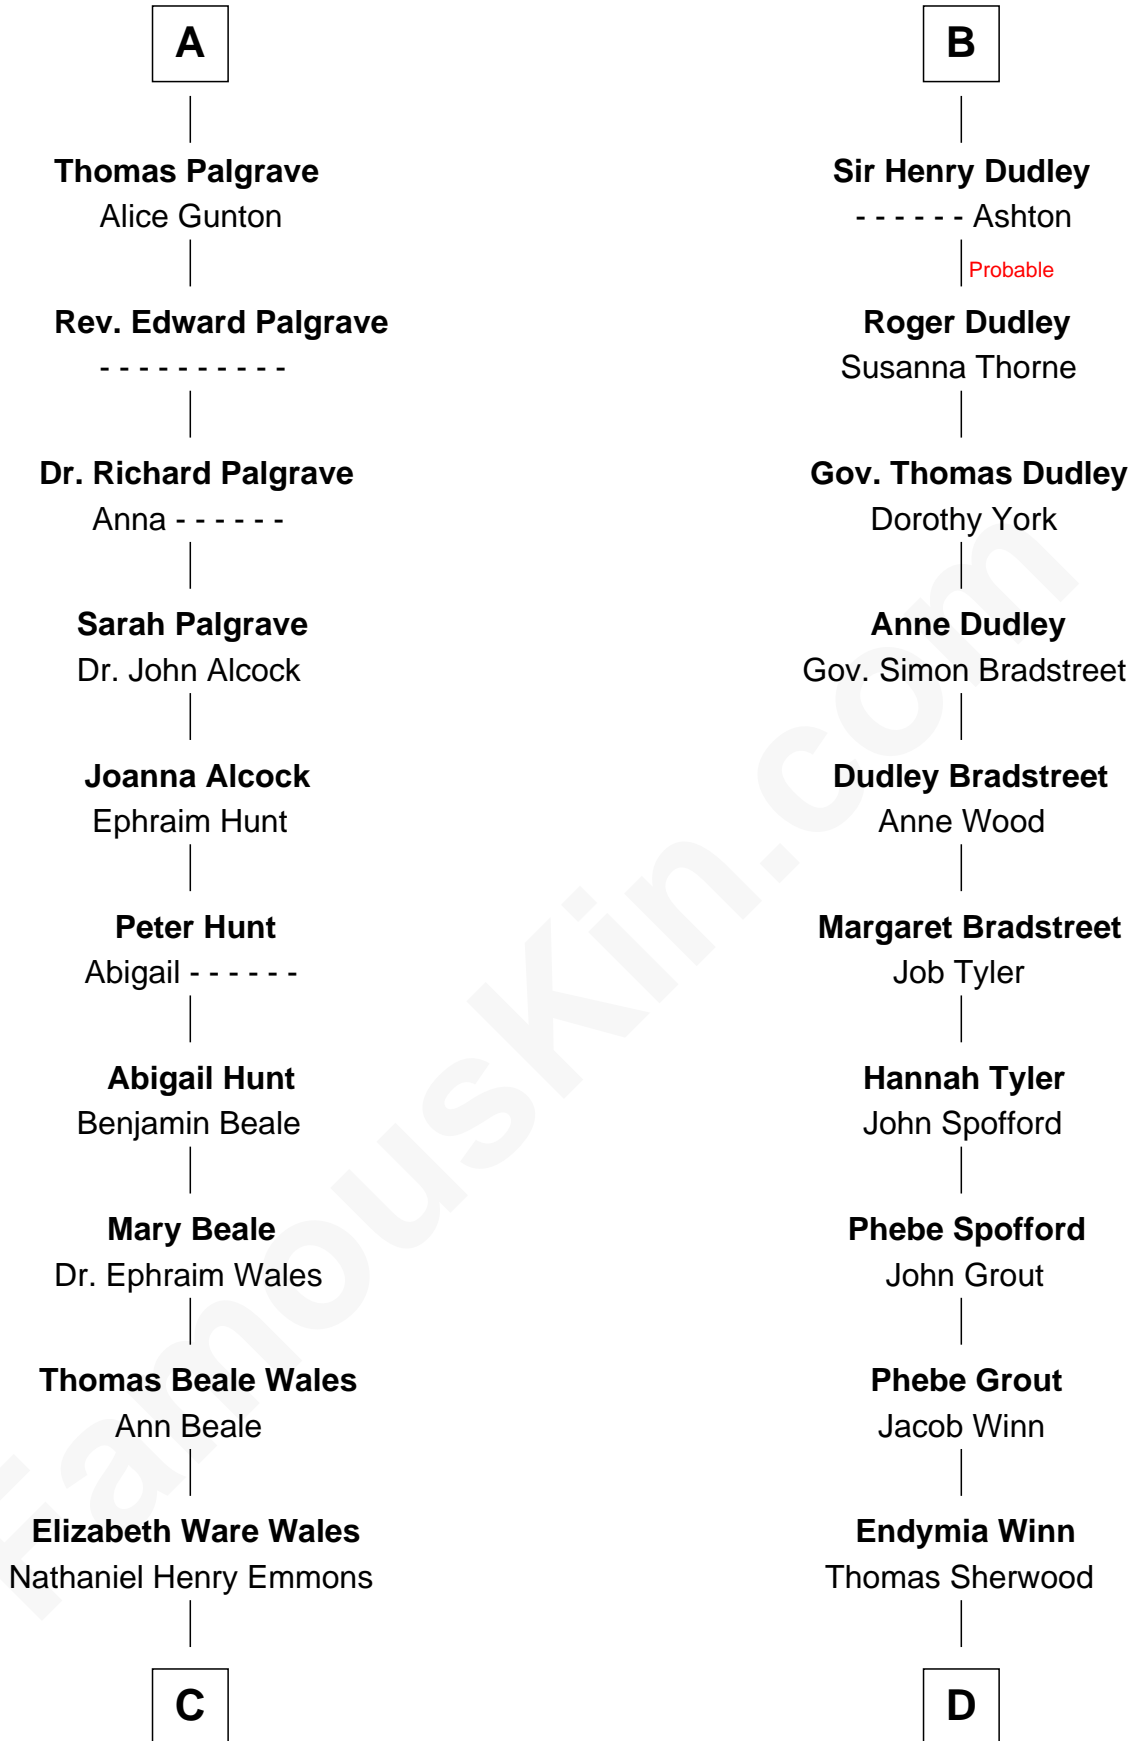 A
Thomas Palgrave
Alice Gunton
Rev. Edward Palgrave
- - - - - - - - - -
Dr. Richard Palgrave
Anna - - - - - -
Sarah Palgrave
Dr. John Alcock
Joanna Alcock
Ephraim Hunt
Peter Hunt
Abigail - - - - - -
Abigail Hunt
Benjamin Beale
Mary Beale
Dr. Ephraim Wales
Thomas Beale Wales
Ann Beale
Elizabeth Ware Wales
Nathaniel Henry Emmons
C
B
Sir Henry Dudley
- - - - - - Ashton
Probable
Roger Dudley
Susanna Thorne
Gov. Thomas Dudley
Dorothy York
Anne Dudley
Gov. Simon Bradstreet
Dudley Bradstreet
Anne Wood
Margaret Bradstreet
Job Tyler
Hannah Tyler
John Spofford
Phebe Spofford
John Grout
Phebe Grout
Jacob Winn
Endymia Winn
Thomas Sherwood
D
FamousKin.com